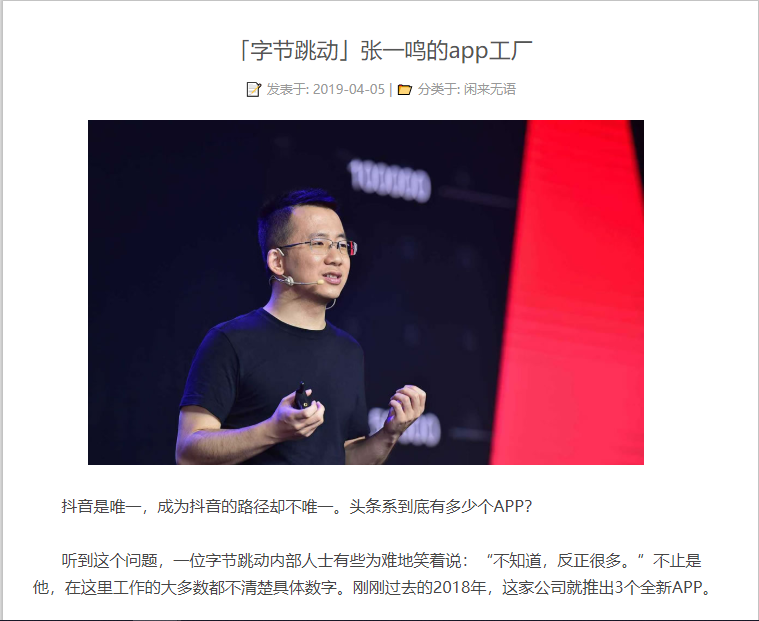 「字节跳动」张一鸣的app工厂
发表于: 2019-04-05 | 分类于: 闲来无语
100000
抖音是唯一，成为抖音的路径却不唯一。头条系到底有多少个APP？
听到这个问题，一位字节跳动内部人士有些为难地笑着说：“不知道，反正很多。”不止是
他，在这里工作的大多数都不清楚具体数字。刚刚过去的2018年，这家公司就推出3个全新APP。